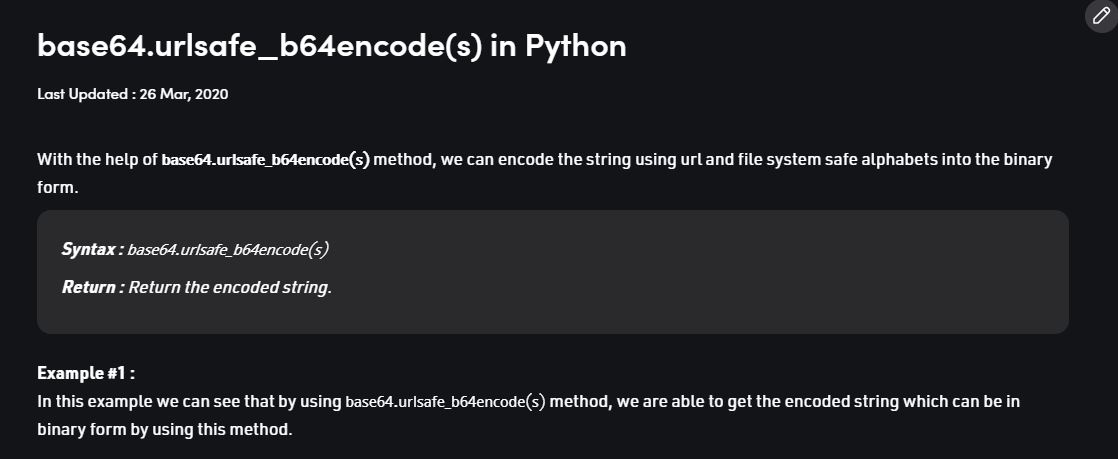 base64.urlsafe_b64encode(s) in Python
Last Updated : 26 Mar, 2020
With the help of base64.urlsafe_b64encode(s) method, we can encode the string using url and file system safe alphabets into the binary
form.
Syntax : base64.urlsafe_b64encode(s)
Return : Return the encoded string.
Example #1 :
In this example we can see that by using base64.urlsafe_b64encode(s) method, we are able to get the encoded string which can be in
binary form by using this method.